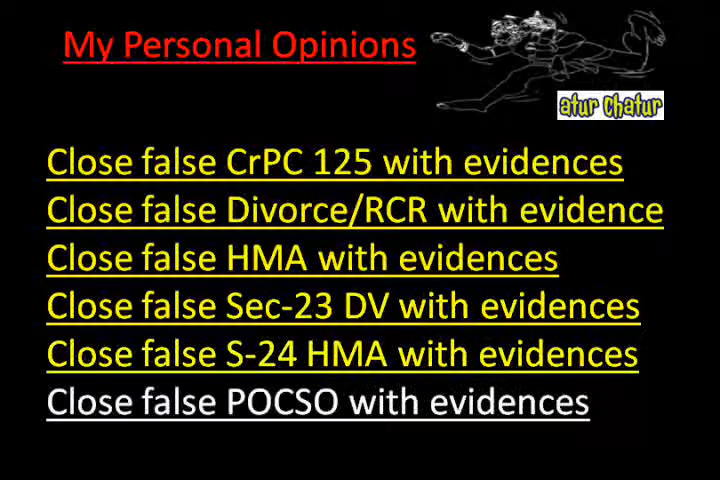 My Personal Opinions
atur chatur
Close false CrPC 125 with evidences
Close false Divorce/RCR with evidence
Close false HMA with evidences
Close false Sec-23 DV with evidences
Close false S-24 HMA with evidences
Close false POCSO with evidences